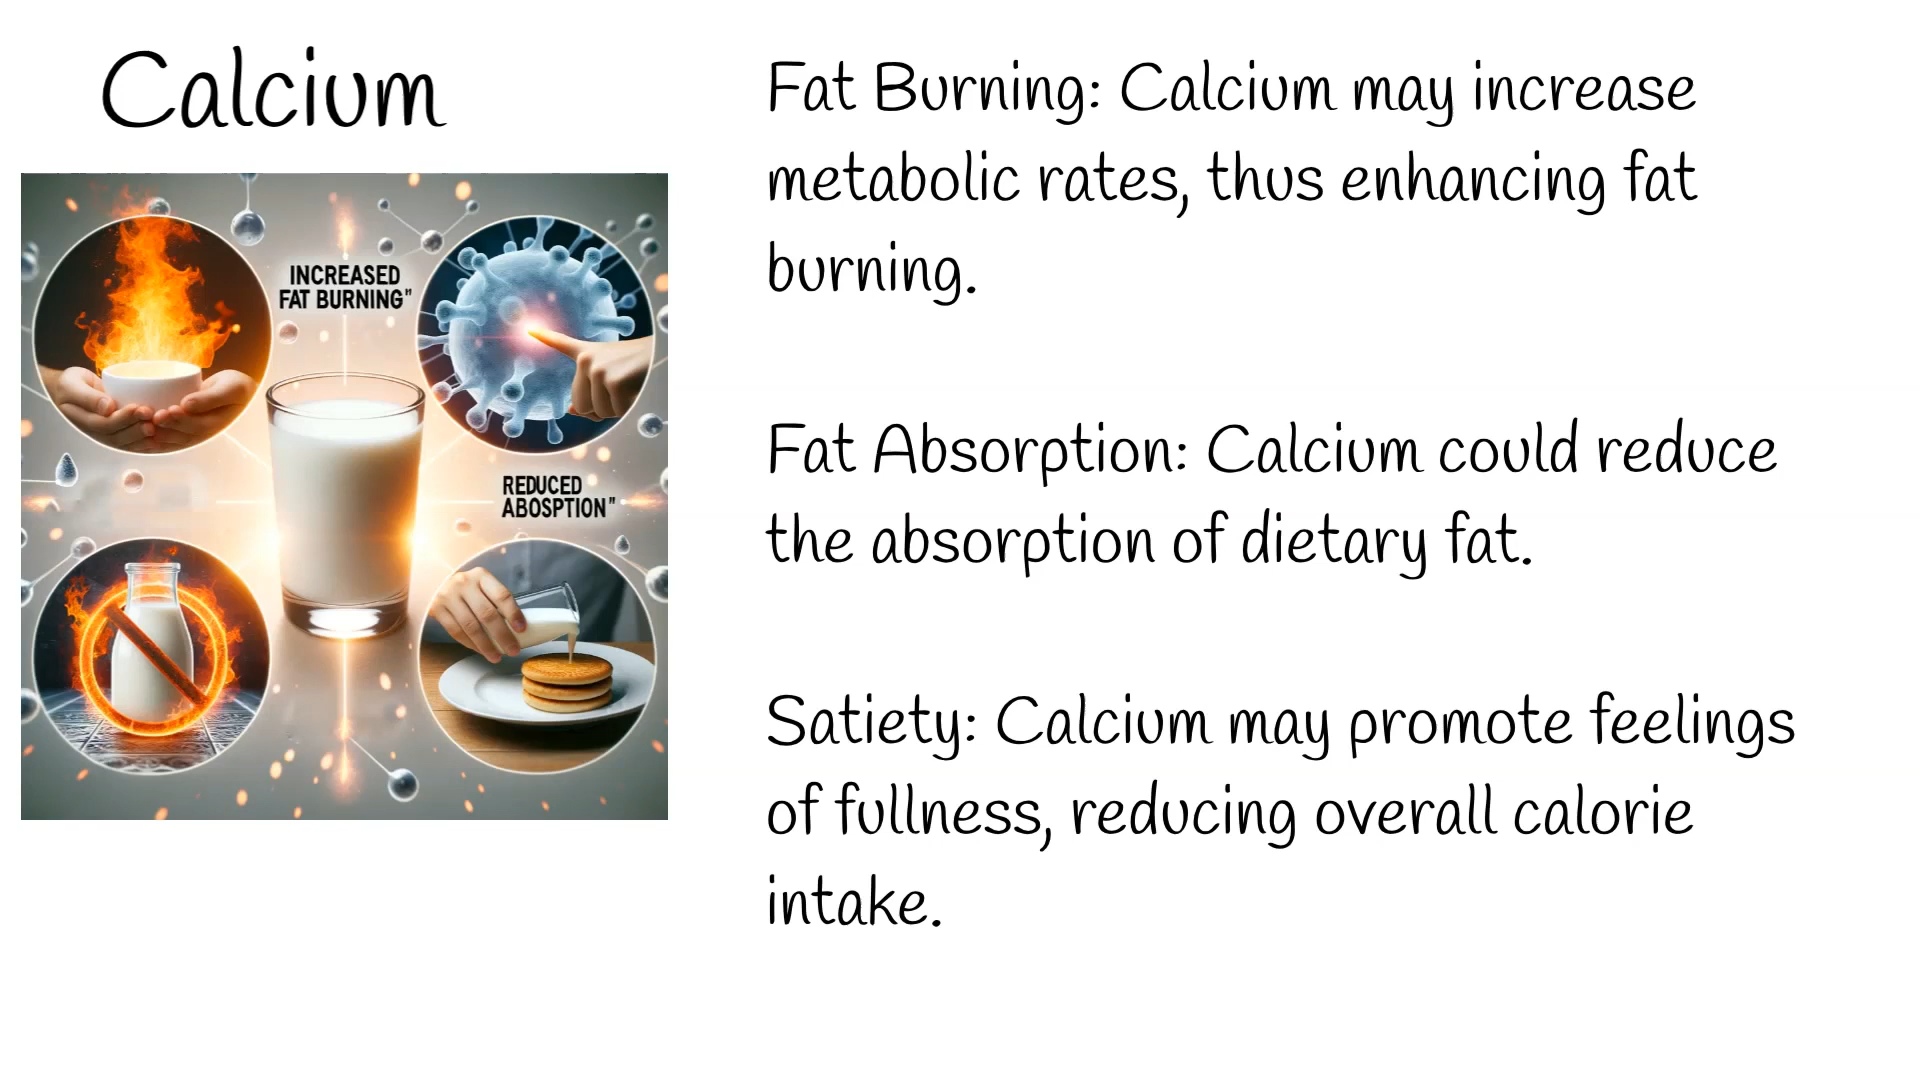 Calcium
INCREASED
FAT BURNING"
REDUCED
ABOSPTION"
Fat Burning: Calcium may increase
metabolic rates, thus enhancing fat
burning.
Fat Absorption: Calcium could reduce
the absorption of dietary fat.
Satiety: Calcium may promote feelings
of fullness, reducing overall calorie
intake.